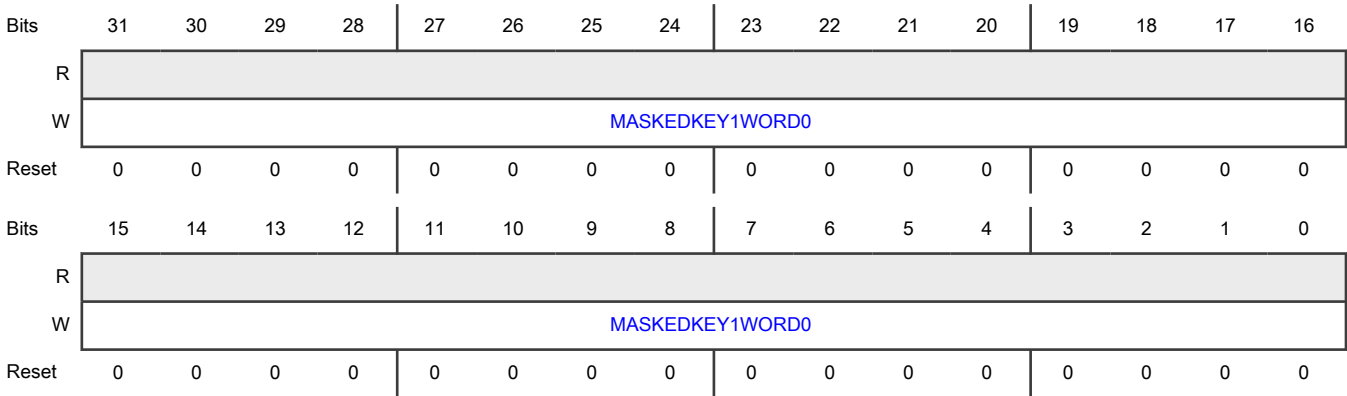 Bits 31 30 29 28 27 26 25 24 23 22 21 20 19 18 17 16
R
W MASKEDKEY1WORD0
Reset 0 0 0 0 0 0 0 0 0 0 0 0 0 0 0 0
Bits 15 14 13 12 11 10 9 8 7 6 5 4 3 2 1 0
R
W MASKEDKEY1WORD0
Reset 0 0 0 0 0 0 0 0 0 0 0 0 0 0 0 0